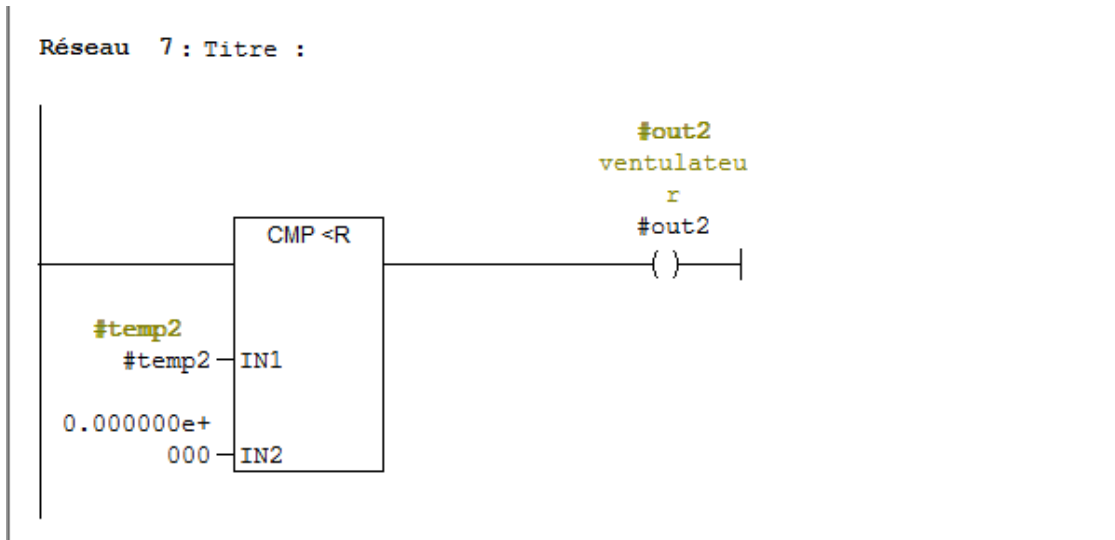 Réseau 7 : Titre :
#out2
ventulateu
r
#out2
CMP <R
#temp2
#temp2
IN1
0.000000e+
000
IN2